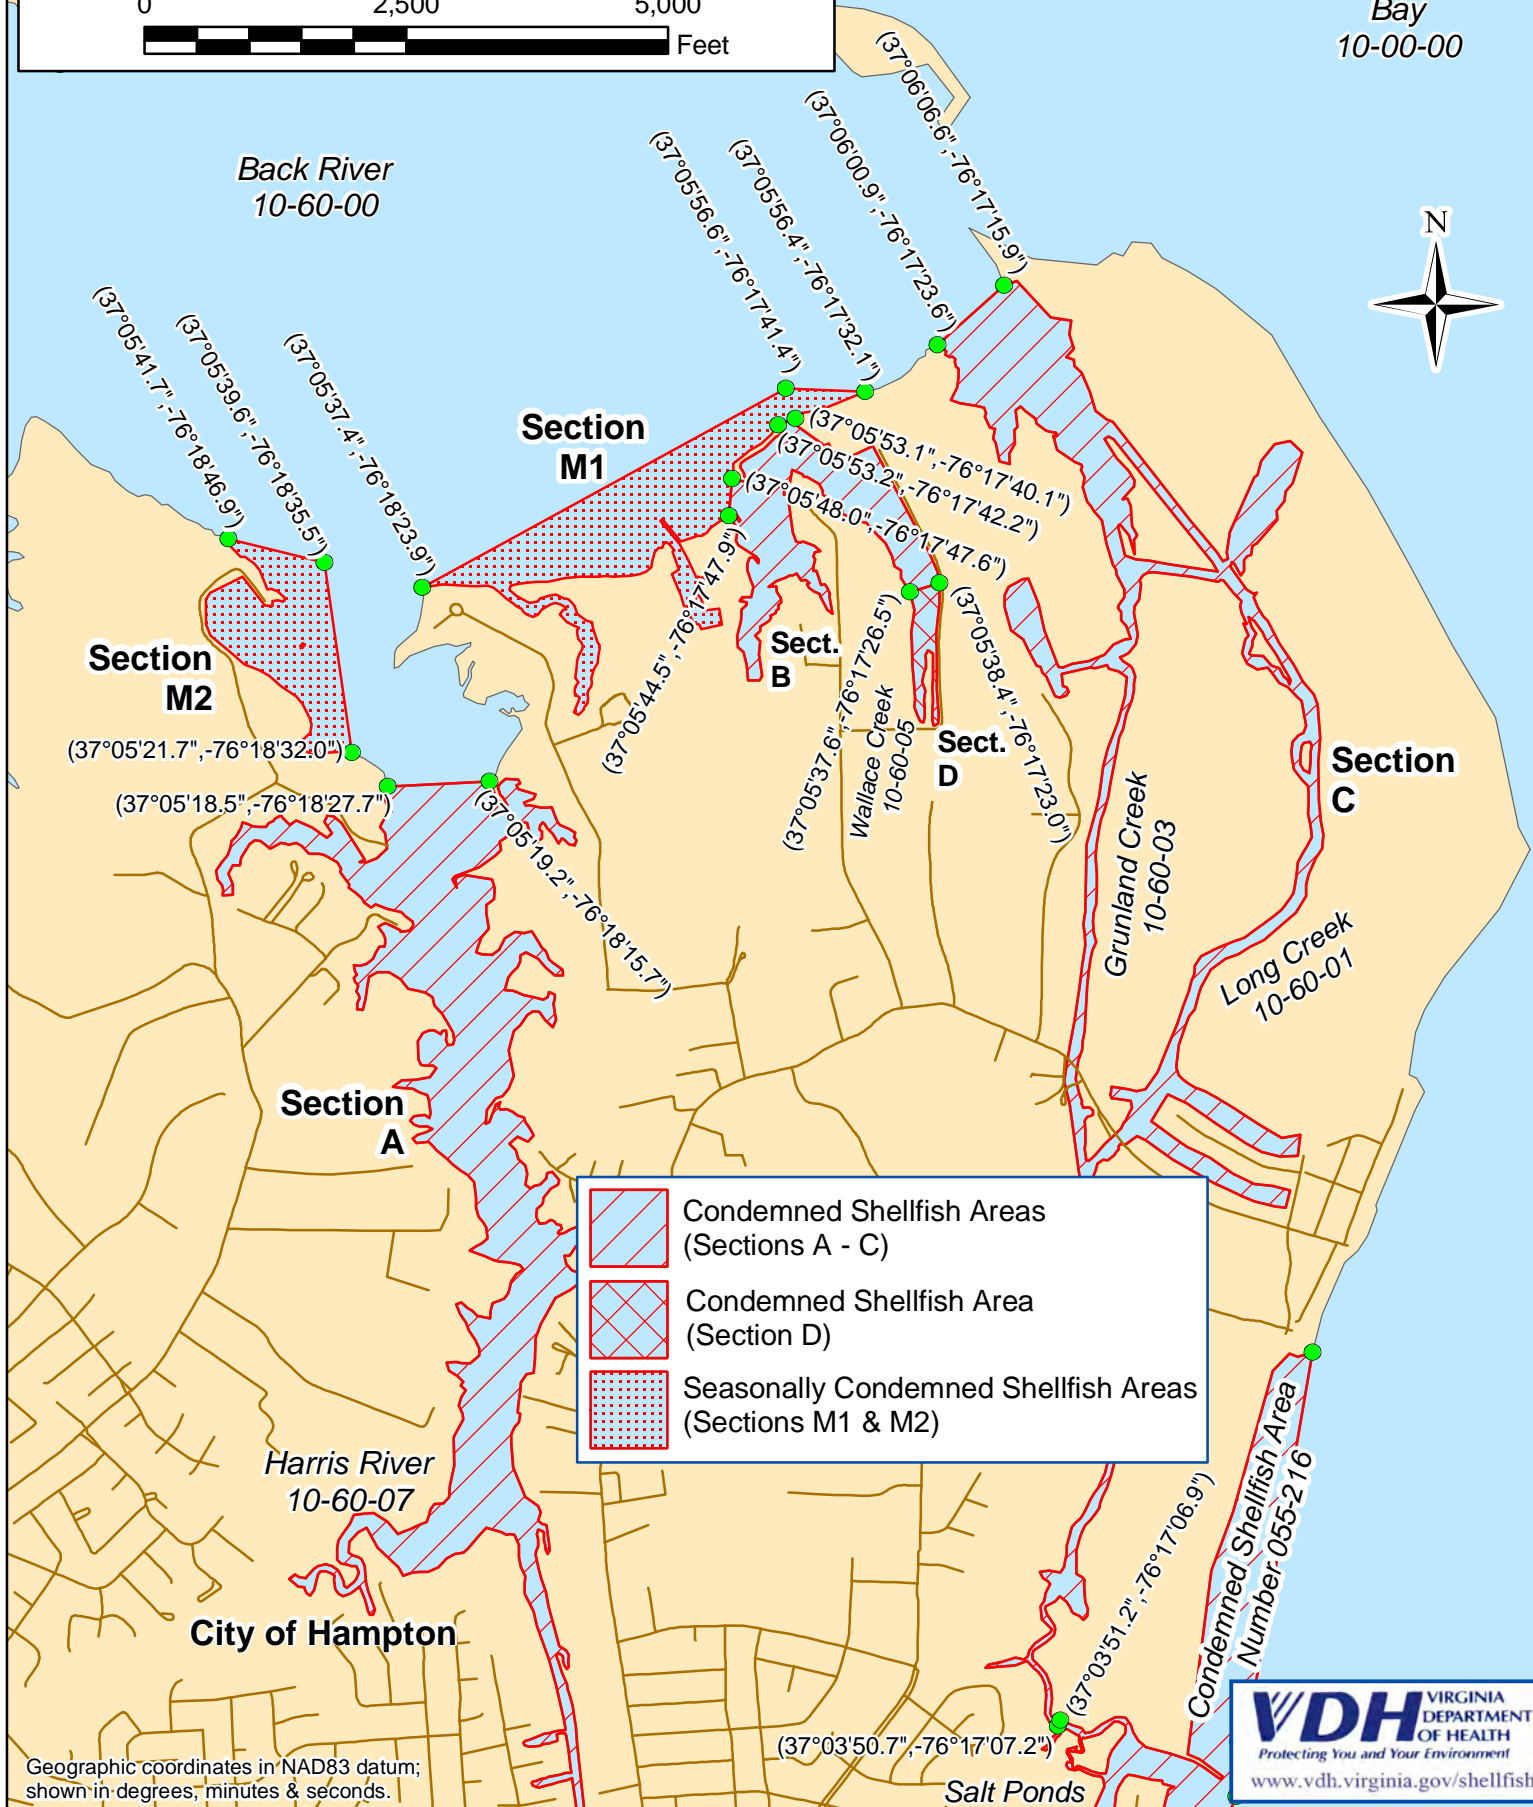 0 2,500 5,000
Feet
Bay
10-00-00
Back River
10-60-00
(37°06'06.6",-76°17'15.9")
(37°06'00.9",-76°17'23.6")
(37°05'56.4",-76°17'32.1")
(37°05'56.6",-76°17'41.4")
N
(37°05'41.7",-76°18'46.9")
(37°05'39.6",-76°18'35.5")
(37°05'37.4",-76°18'23.9")
Section
M1
(37°05'53.1",-76°17'40.1")
(37°05'53.2",-76°17'42.2")
(37°05'48.0",-76°17'47.6")
(37°05'44.5",-76°17'47.9")
Section
M2
Sect.
B
(37°05'37.6",-76°17'26.5")
Wallace Creek
10-60-05
Sect.
D
(37°05'38.4",-76°17'23.0")
(37°05'21.7",-76°18'32.0")
(37°05'18.5",-76°18'27.7")
(37°05'19.2",-76°18'15.7")
Section
C
Grunland Creek
10-60-03
Long Creek
10-60-01
Section
A
Condemned Shellfish Areas
(Sections A - C)
Condemned Shellfish Area
(Section D)
Seasonally Condemned Shellfish Areas
(Sections M1 & M2)
Harris River
10-60-07
City of Hampton
Condemned Shellfish Area
Number 055-216
(37°03'51.2",-76°17'06.9")
(37°03'50.7",-76°17'07.2")
Salt Ponds
Geographic coordinates in NAD83 datum;
shown in degrees, minutes & seconds.
VDH
VIRGINIA
DEPARTMENT
OF HEALTH
Protecting You and Your Environment
www.vdh.virginia.gov/shellfish